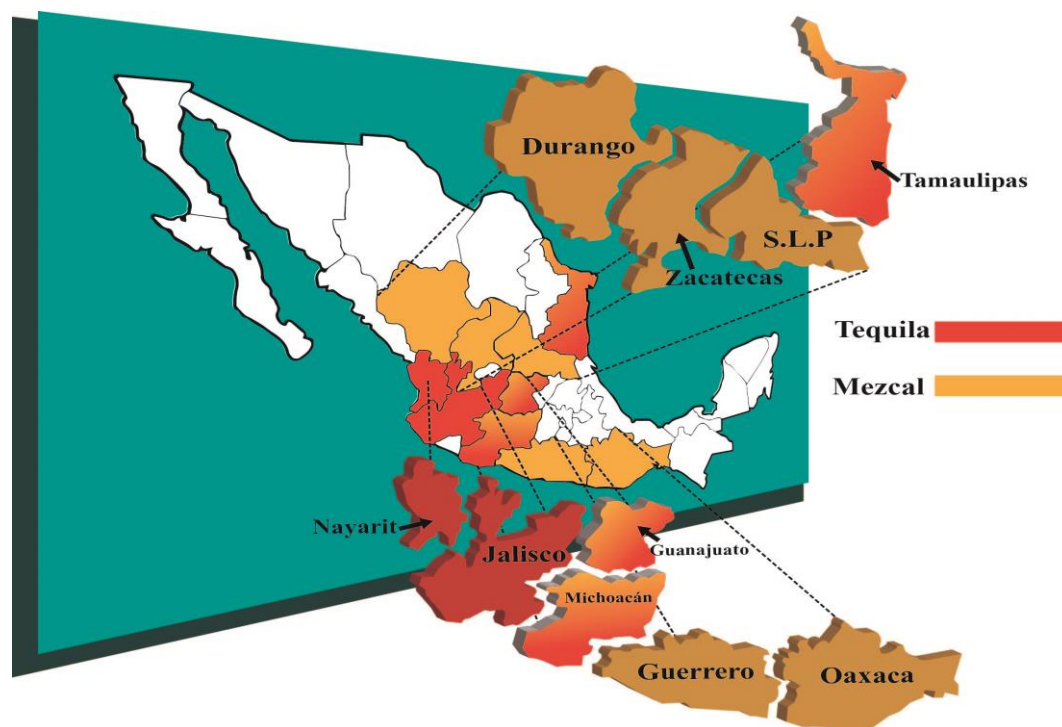 Durango
Tamaulipas
S.L.P
Zacatecas
Tequila
Mezcal
Nayarit
Jalisco
Guanajuato
Michoacán
Guerrero
Oaxaca